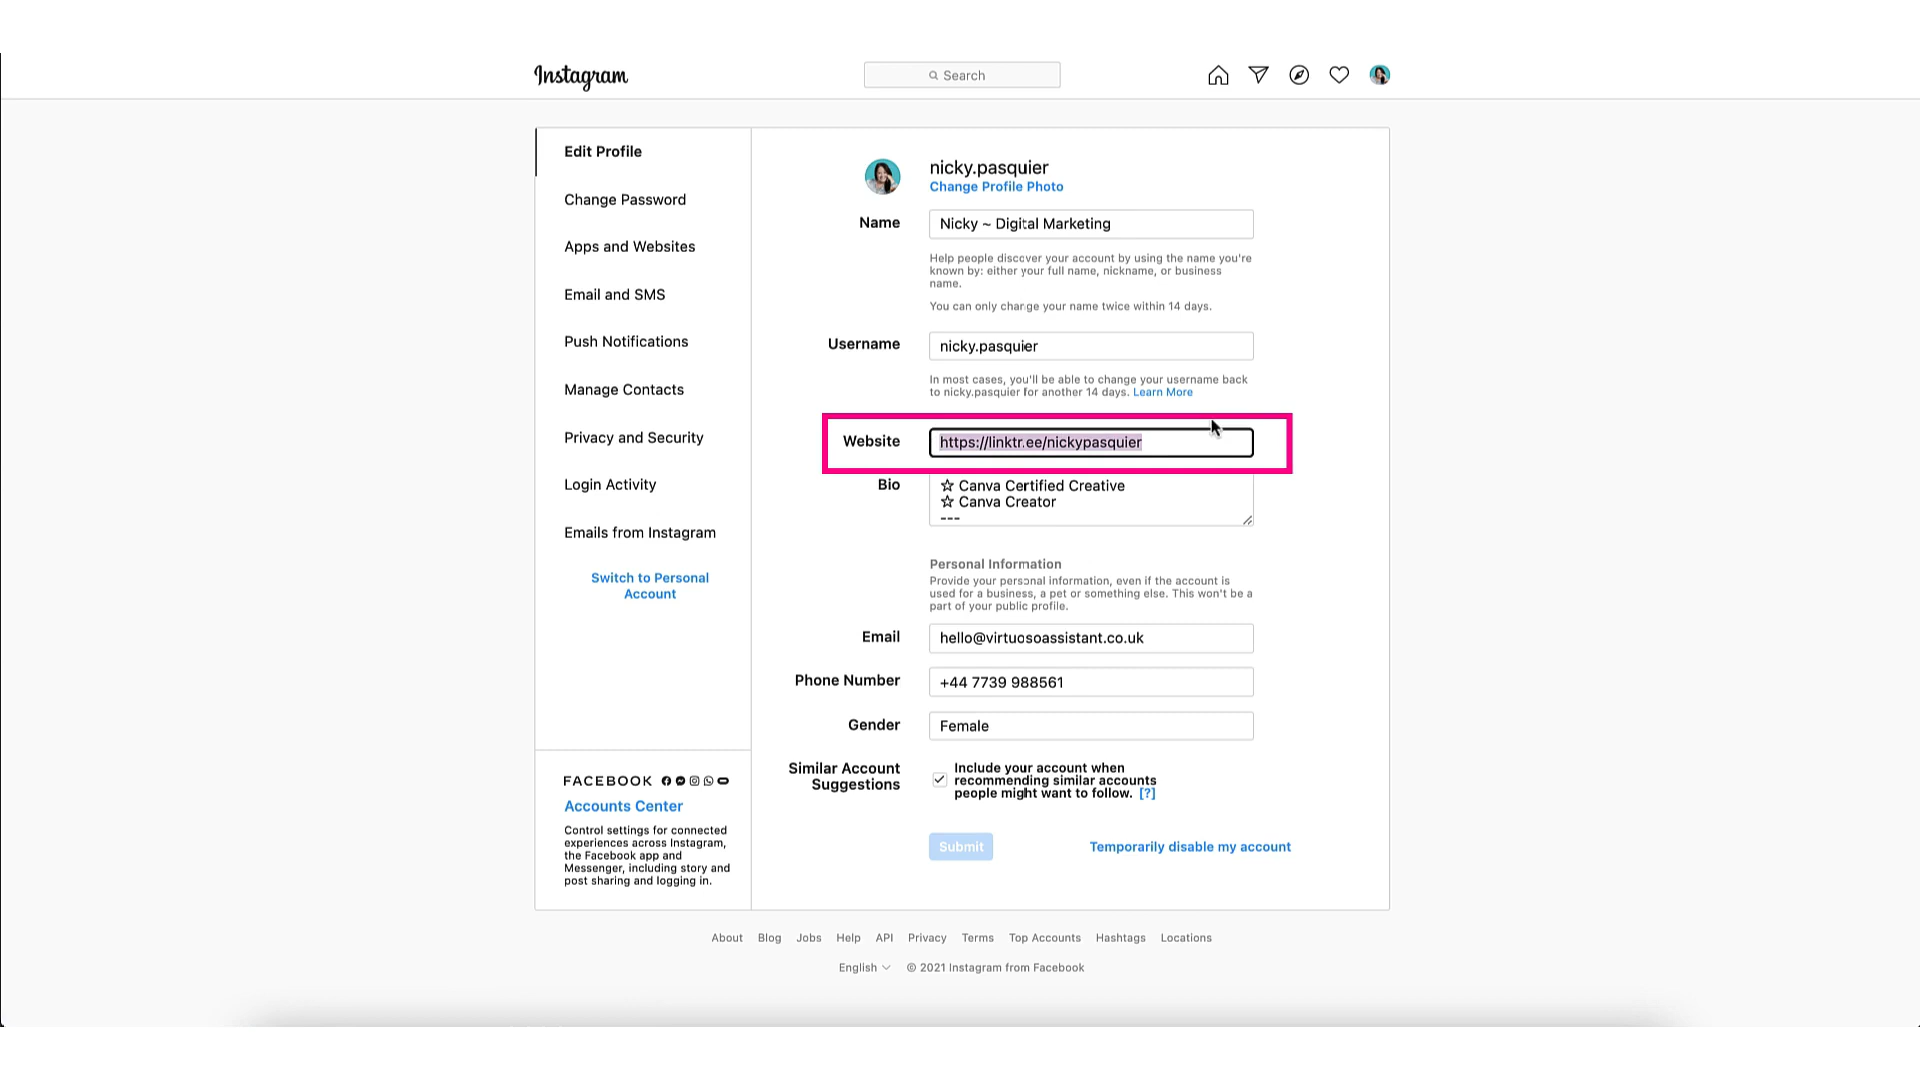 Instagram
Search
Edit Profile
Change Password
Apps and Websites
Email and SMS
Push Notifications
Manage Contacts
Privacy and Security
Login Activity
Emails from Instagram
Switch to Personal
Account
FACEBOOK
Accounts Center
Control settings for connected
experiences across Instagram,
the Facebook app and
Messenger, including story and
post sharing and logging in.
nicky.pasquier
Change Profile Photo
Name
Nicky ~ Digital Marketing
Help people discover your account by using the name you're
known by: either your full name, nickname, or business
name.
You can only change your name twice within 14 days.
Username
nicky.pasquier
In most cases, you'll be able to change your username back
to nicky.pasquier for another 14 days. Learn More
Website
https://linktr.ee/nickypasquier
Bio
☆ Canva Certified Creative
☆ Canva Creator
---
Personal Information
Provide your personal information, even if the account is
used for a business, a pet or something else. This won't be a
part of your public profile.
Email
hello@virtuosoassistant.co.uk
Phone Number
+44 7739 988561
Gender
Female
Similar Account
Suggestions
Include your account when
recommending similar accounts
people might want to follow. [?]
Submit
Temporarily disable my account
About Blog Jobs Help API Privacy Terms Top Accounts Hashtags Locations
English © 2021 Instagram from Facebook